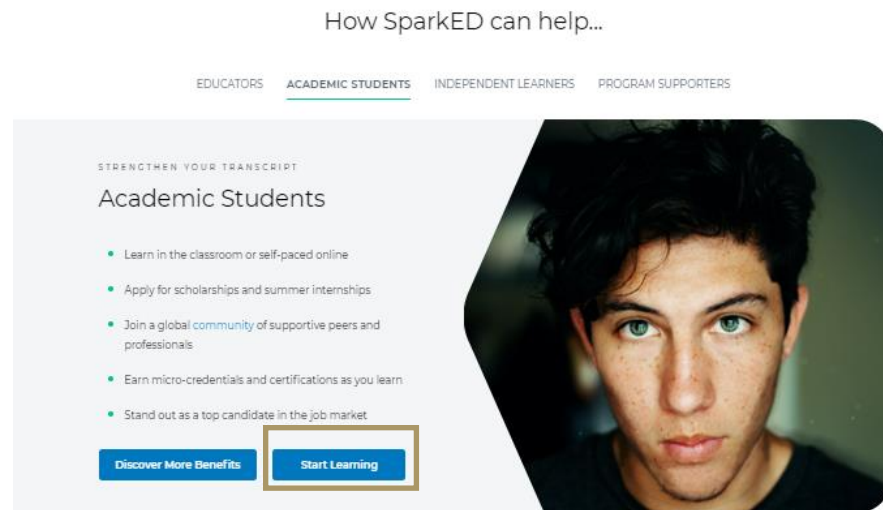 How SparkED can help...
EDUCATORS ACADEMIC STUDENTS INDEPENDENT LEARNERS PROGRAM SUPPORTERS
STRENGTHEN YOUR TRANSCRIPT
Academic Students
Learn in the classroom or self-paced online
Apply for scholarships and summer internships
Join a global community of supportive peers and
professionals
Earn micro-credentials and certifications as you learn
Stand out as a top candidate in the job market
Discover More Benefits Start Learning